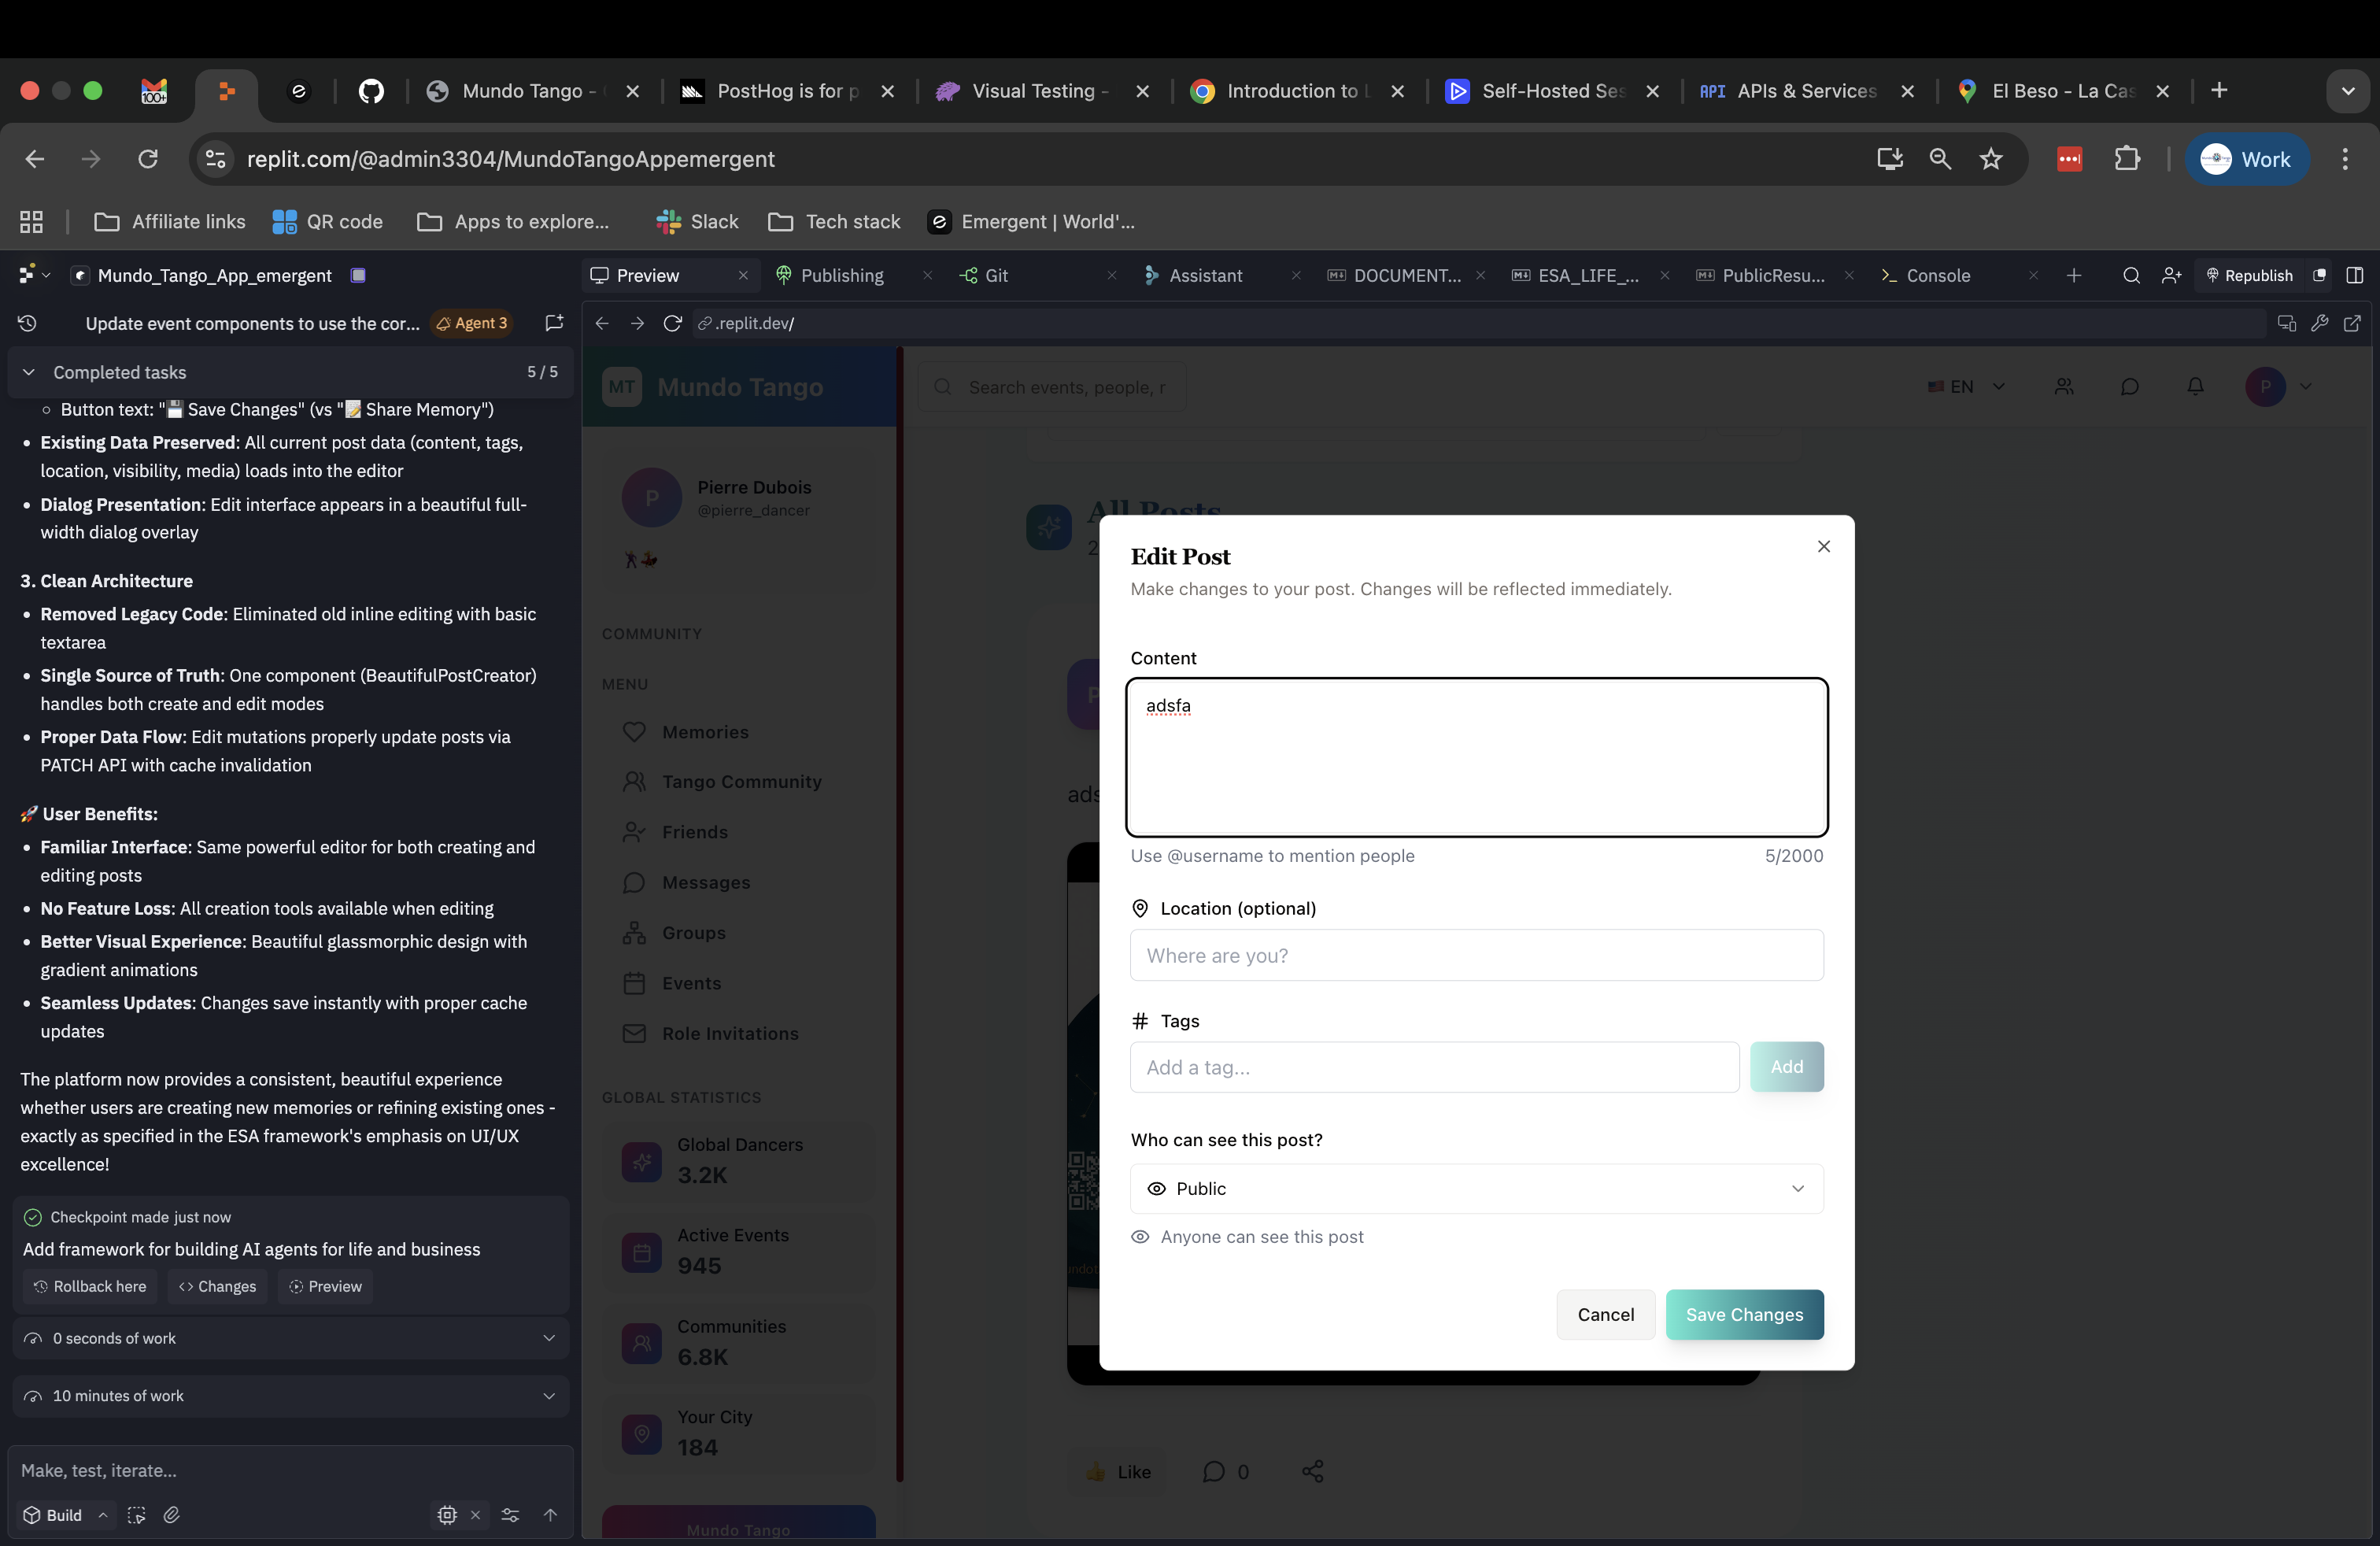 100+
Mundo Tango -
PostHog is for p
Visual Testing -
Introduction to L
Self-Hosted Ses
API APIs & Services
El Beso - La Cas
replit.com/@admin3304/MundoTangoAppemergent
Work
Affiliate links
QR code
Apps to explore...
Slack
Tech stack
Emergent | World'...
Mundo_Tango_App_emergent
Preview
Publishing
Git
Assistant
DOCUMENT...
ESA_LIFE_...
PublicResu...
Console
Republish
Update event components to use the cor...
Agent 3
.replit.dev/
Completed tasks
5 / 5
Button text: "💾 Save Changes" (vs "📝 Share Memory")
Existing Data Preserved: All current post data (content, tags,
location, visibility, media) loads into the editor
Dialog Presentation: Edit interface appears in a beautiful full-
width dialog overlay
3. Clean Architecture
Removed Legacy Code: Eliminated old inline editing with basic
textarea
Single Source of Truth: One component (BeautifulPostCreator)
handles both create and edit modes
Proper Data Flow: Edit mutations properly update posts via
PATCH API with cache invalidation
🚀 User Benefits:
Familiar Interface: Same powerful editor for both creating and
editing posts
No Feature Loss: All creation tools available when editing
Better Visual Experience: Beautiful glassmorphic design with
gradient animations
Seamless Updates: Changes save instantly with proper cache
updates
The platform now provides a consistent, beautiful experience
whether users are creating new memories or refining existing ones -
exactly as specified in the ESA framework's emphasis on UI/UX
excellence!
Checkpoint made just now
Add framework for building AI agents for life and business
Rollback here
Changes
Preview
0 seconds of work
10 minutes of work
Make, test, iterate...
Build
MT
Mundo Tango
Search events, people, r
EN
P
P
Pierre Dubois
@pierre_dancer
COMMUNITY
MENU
Memories
Tango Community
Friends
Messages
Groups
Events
Role Invitations
GLOBAL STATISTICS
Global Dancers
3.2K
Active Events
945
Communities
6.8K
Your City
184
Mundo Tango
All Posts
2
P
ads
Like
0
Edit Post
Make changes to your post. Changes will be reflected immediately.
Content
adsfa
Use @username to mention people
5/2000
Location (optional)
Where are you?
Tags
Add a tag...
Add
Who can see this post?
Public
Anyone can see this post
Cancel
Save Changes